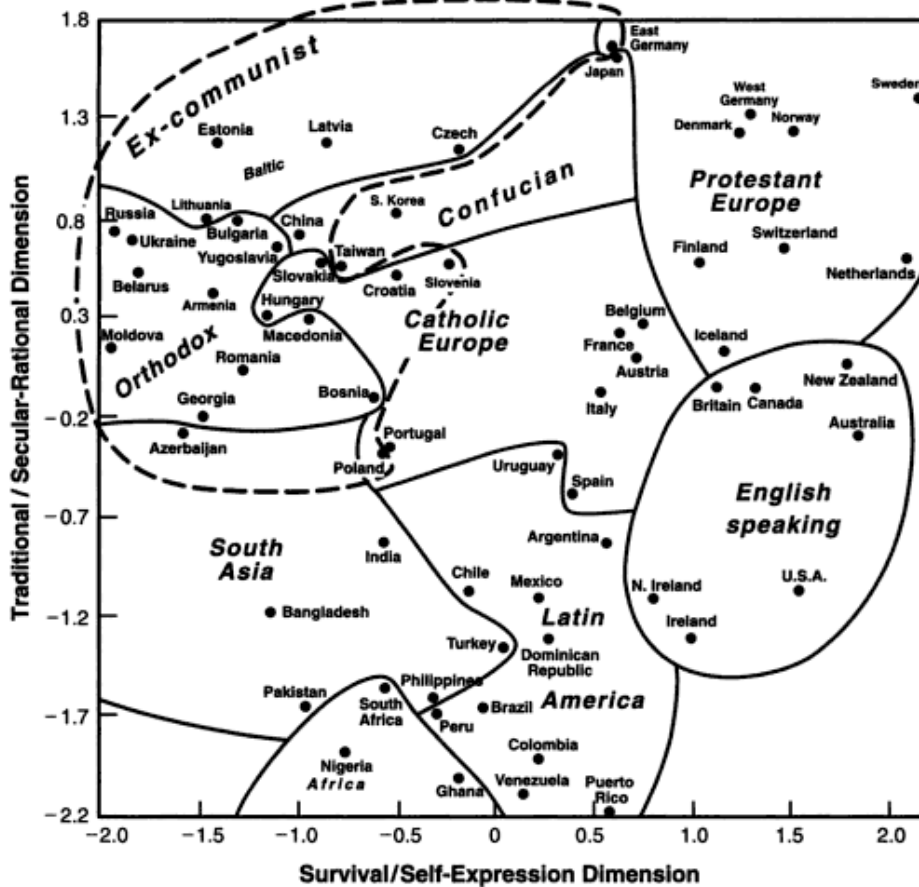 1.8
East
Germany
Japan
Ex-communist
West
Germany
Sweden
1.3
Estonia
Latvia
Czech
Denmark
Norway
Baltic
Confucian
Protestant
Europe
S. Korea
0.8
Russia
Lithuania
China
Ukraine
Bulgaria
Yugoslavia
Taiwan
Finland
Switzerland
Belarus
Slovakia
Croatia
Slovenia
Netherlands
Armenia
Hungary
Catholic
Europe
Belgium
0.3
Moldova
Macedonia
France
Iceland
Orthodox
Romania
Austria
New Zealand
Georgia
Bosnia
Italy
Britain
Canada
−0.2
Azerbaijan
Portugal
Australia
Poland
Uruguay
Spain
English
speaking
−0.7
South
Asia
India
Argentina
Chile
Mexico
N. Ireland
U.S.A.
Bangladesh
Latin
America
Ireland
−1.2
Turkey
Dominican
Republic
Philippines
Pakistan
South
Africa
Peru
Brazil
−1.7
Nigeria
Africa
Colombia
Ghana
Venezuela
Puerto
Rico
−2.2
−2.0
−1.5
−1.0
−0.5
0
0.5
1.0
1.5
2.0
Survival/Self-Expression Dimension
Traditional / Secular-Rational Dimension